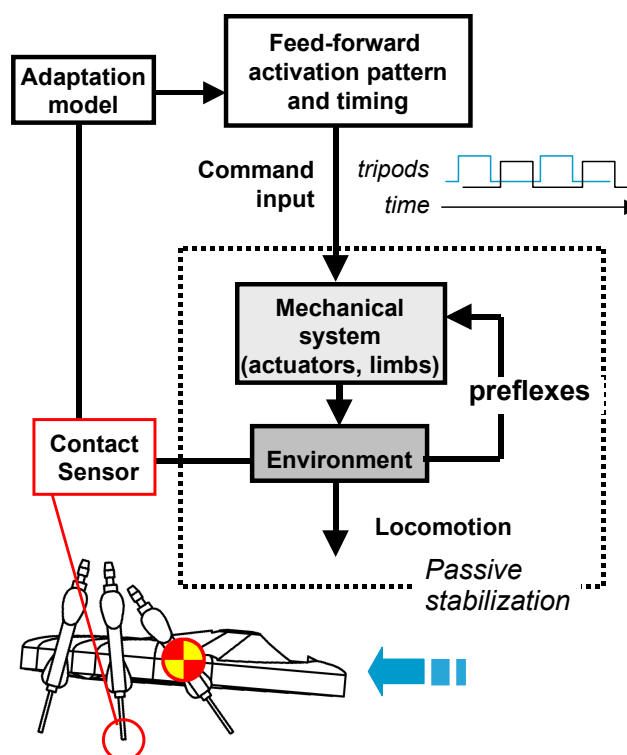 Feed-forward
activation pattern
and timing
Adaptation
model
Command
input
tripods
time
Mechanical
system
(actuators, limbs)
preflexes
Contact
Sensor
Environment
Locomotion
Passive
stabilization